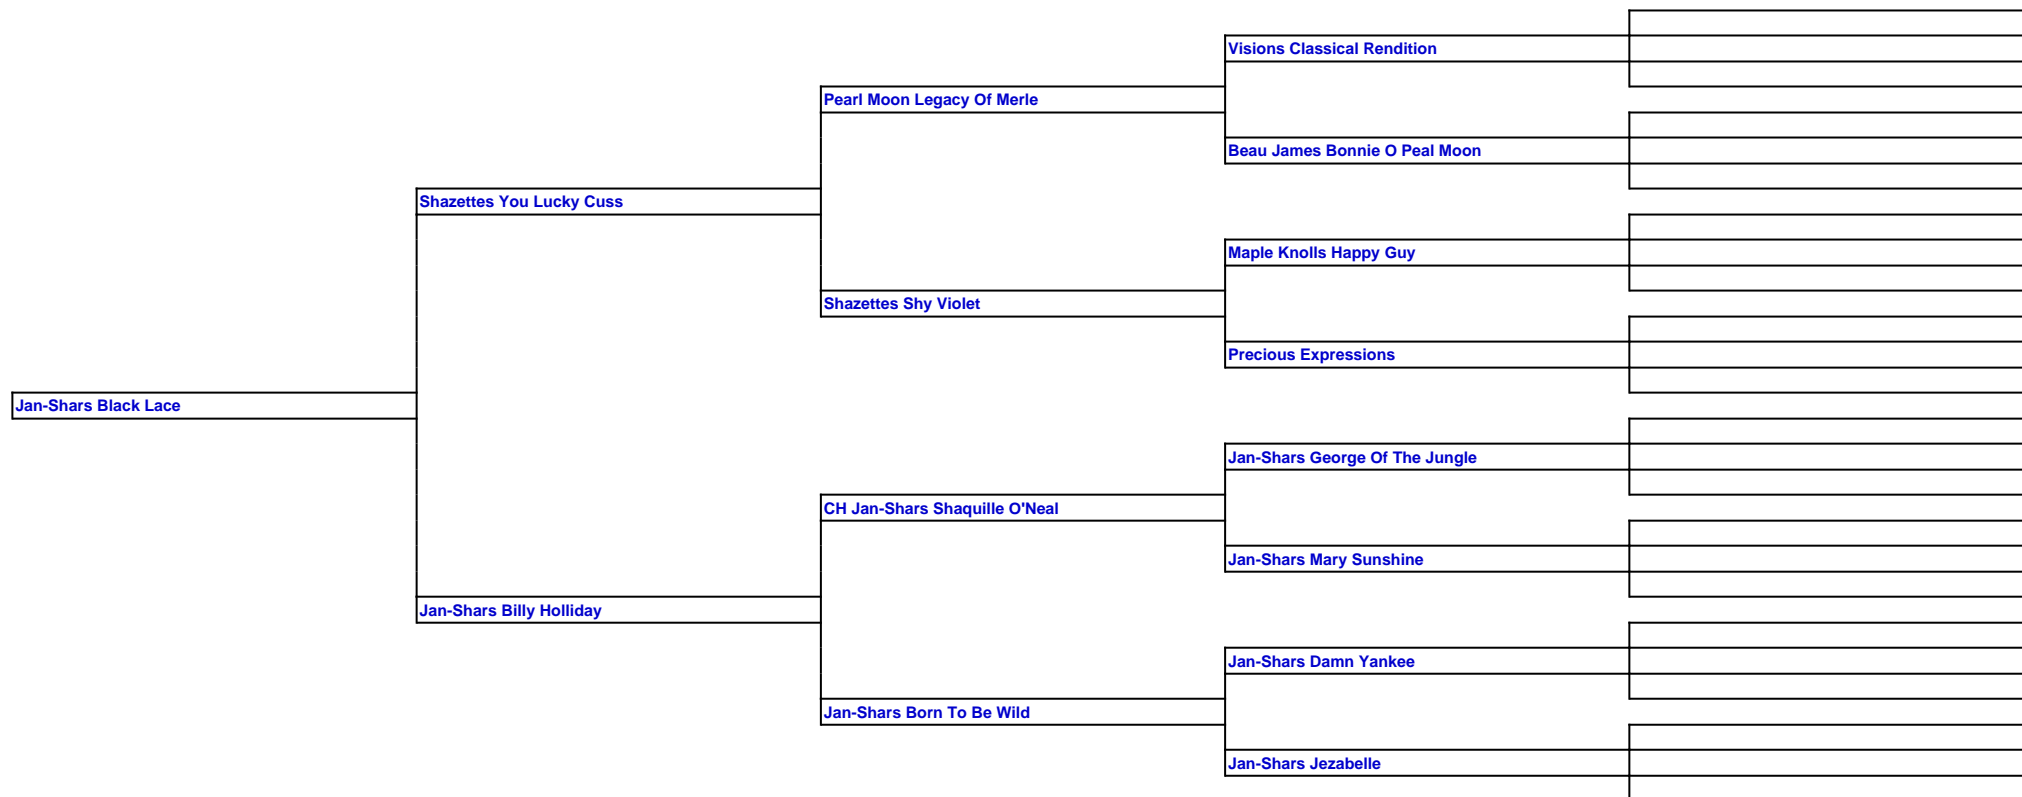 Visions Classical Rendition
Pearl Moon Legacy Of Merle
Beau James Bonnie O Peal Moon
Shazettes You Lucky Cuss
Maple Knolls Happy Guy
Shazettes Shy Violet
Precious Expressions
Jan-Shars Black Lace
Jan-Shars George Of The Jungle
CH Jan-Shars Shaquille O'Neal
Jan-Shars Mary Sunshine
Jan-Shars Billy Holliday
Jan-Shars Damn Yankee
Jan-Shars Born To Be Wild
Jan-Shars Jezabelle